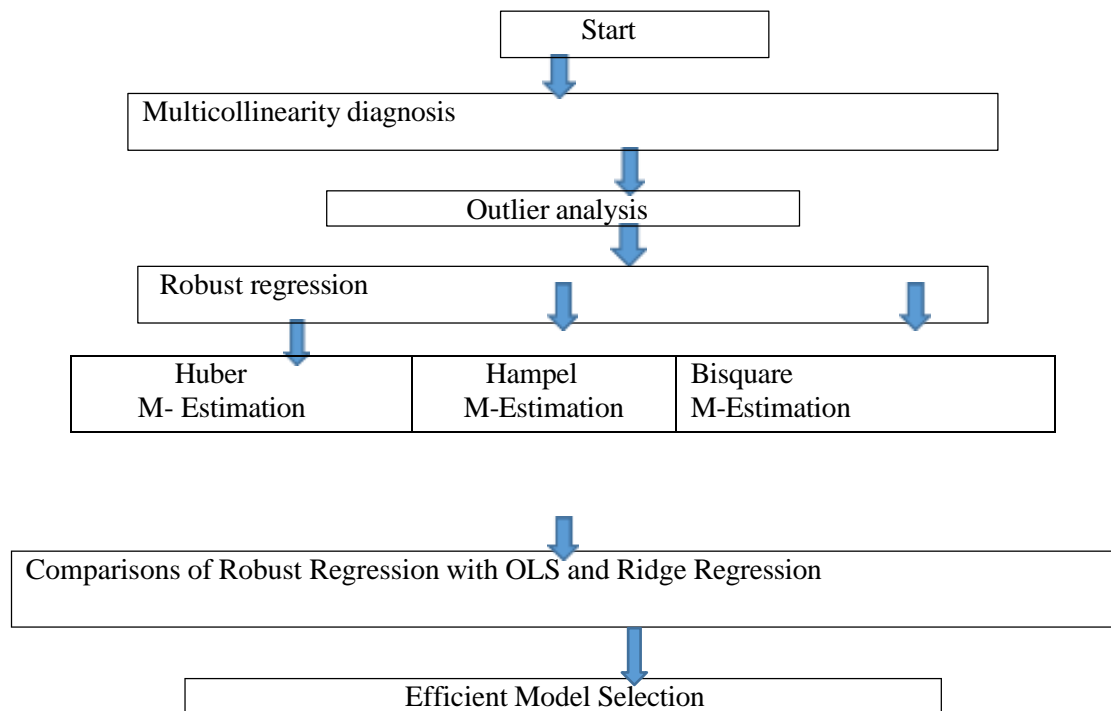 Start
Multicollinearity diagnosis
Outlier analysis
Robust regression
Huber
M- Estimation
Hampel
M-Estimation
Bisquare
M-Estimation
Comparisons of Robust Regression with OLS and Ridge Regression
Efficient Model Selection